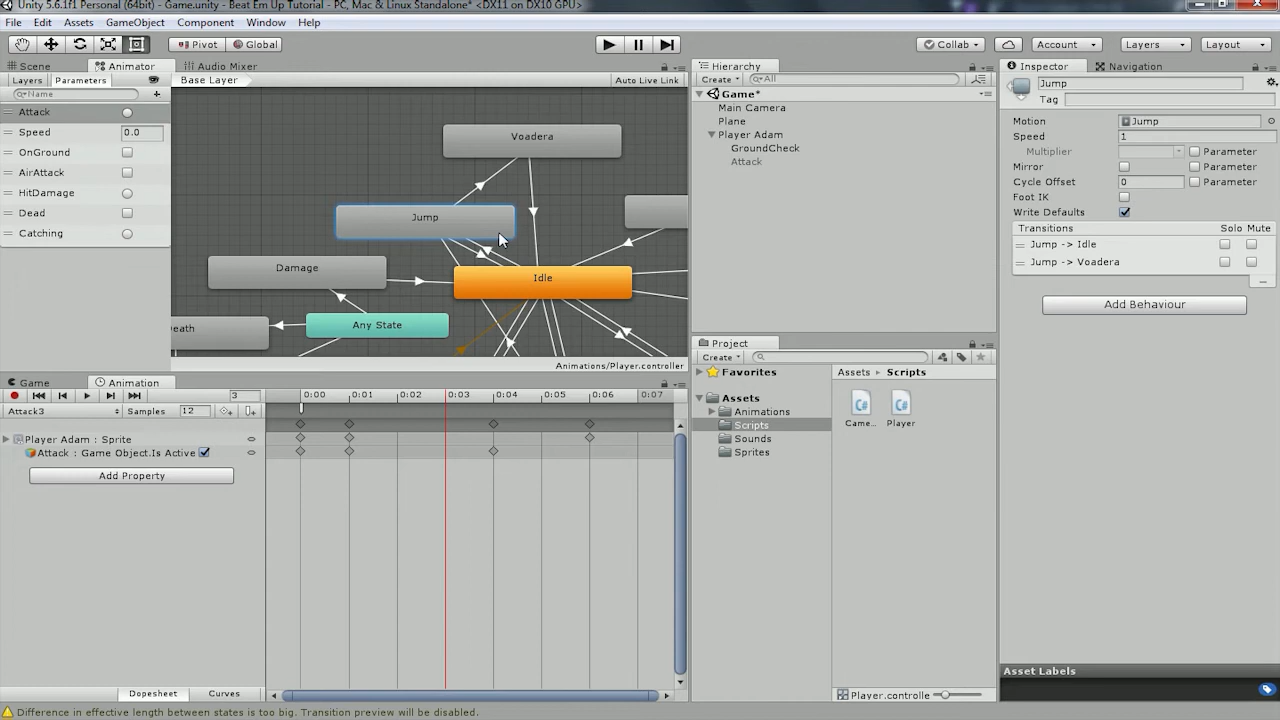 Unity 5.6.1f1 Personal (64bit) - Game.unity - Beat Em Up Tutorial - PC, Mac & Linux Standalone* <DX11 on DX10 GPU>
File Edit Assets GameObject Component Window Help
Pivot Global Collab Account Layers Layout
Scene Animator Audio Mixer
Layers Parameters Base Layer Auto Live Link
Name
Attack
Speed 0.0
OnGround
AirAttack
HitDamage
Dead
Catching
Voadera
Jump
Damage
Idle
Any State
Death
Animations/Player.controller
Hierarchy
Create All
Game*
Main Camera
Plane
Player Adam
GroundCheck
Attack
Inspector Navigation
Jump
Tag
Motion Jump
Speed 1
Multiplier Parameter
Mirror Parameter
Cycle Offset 0 Parameter
Foot IK
Write Defaults
Transitions Solo Mute
Jump -> Idle
Jump -> Voadera
Add Behaviour
Game Animation
3 0:00 0:01 0:02 0:03 0:04 0:05 0:06 0:07
Attack3 Samples 12
Player Adam : Sprite
Attack : Game Object.Is Active
Add Property
Dopesheet Curves
Project
Create
Favorites
Assets
Animations
Scripts
Sounds
Sprites
Assets Scripts
Came... Player
Player.controlle
Asset Labels
Difference in effective length between states is too big. Transition preview will be disabled.